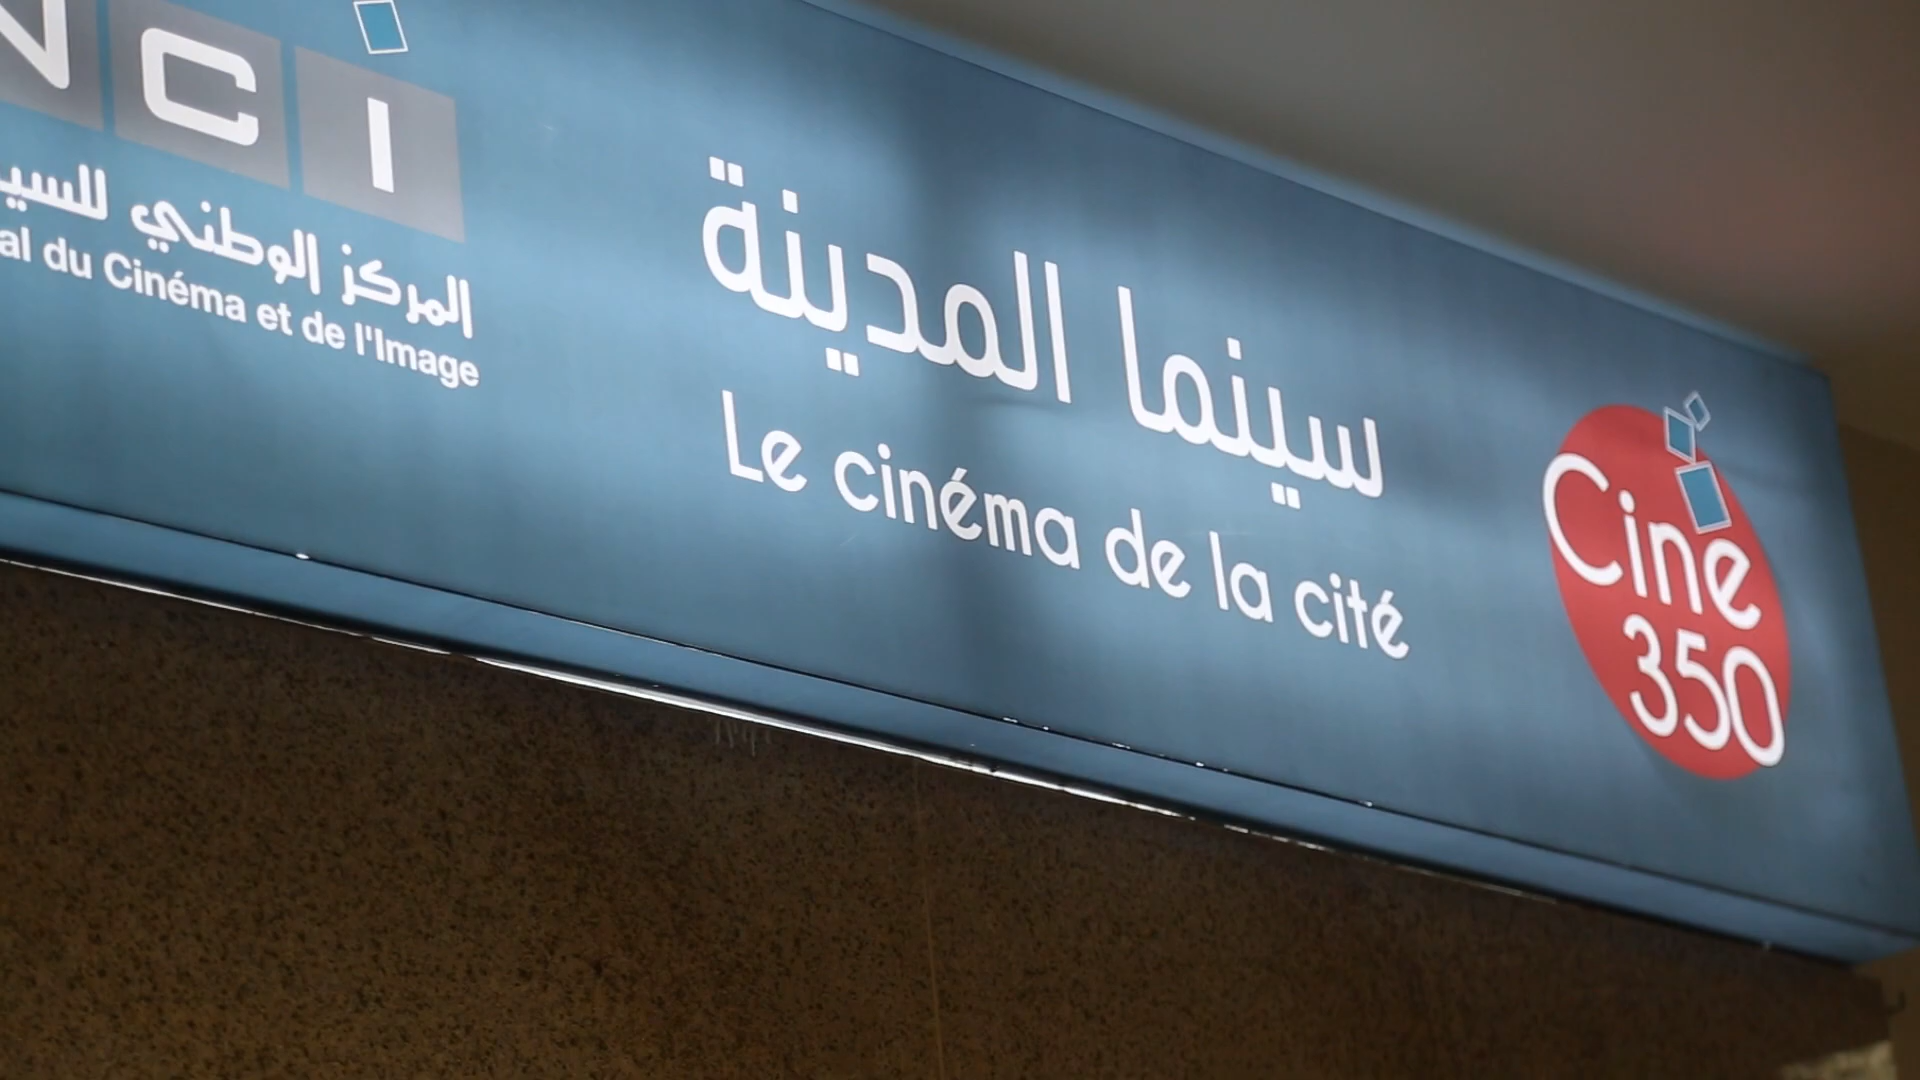 NCI
المركز الوطني للسي
al du Cinéma et de l'Image
سينما المدينة
Le cinéma de la cité
Cine
350